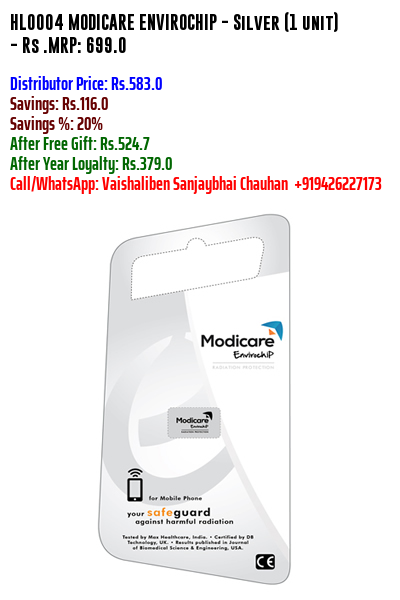 HL0004 MODICARE ENVIROCHIP - SILVER (1 UNIT)
- RS .MRP: 699.0
Distributor Price: Rs.583.0
Savings: Rs.116.0
Savings %: 20%
After Free Gift: Rs.524.7
After Year Loyalty: Rs.379.0
Call/WhatsApp: Vaishaliben Sanjaybhai Chauhan +919426227173
Modicare
EnvirochiP
RADIATION PROTECTION
Modicare
EnvirochiP
RADIATION PROTECTION
for Mobile Phone
your safeguard
against harmful radiation
Tested by Max Healthcare, India. • Certified by DB
Technology, UK. • Results published in Journal
of Biomedical Science & Engineering, USA.
CE